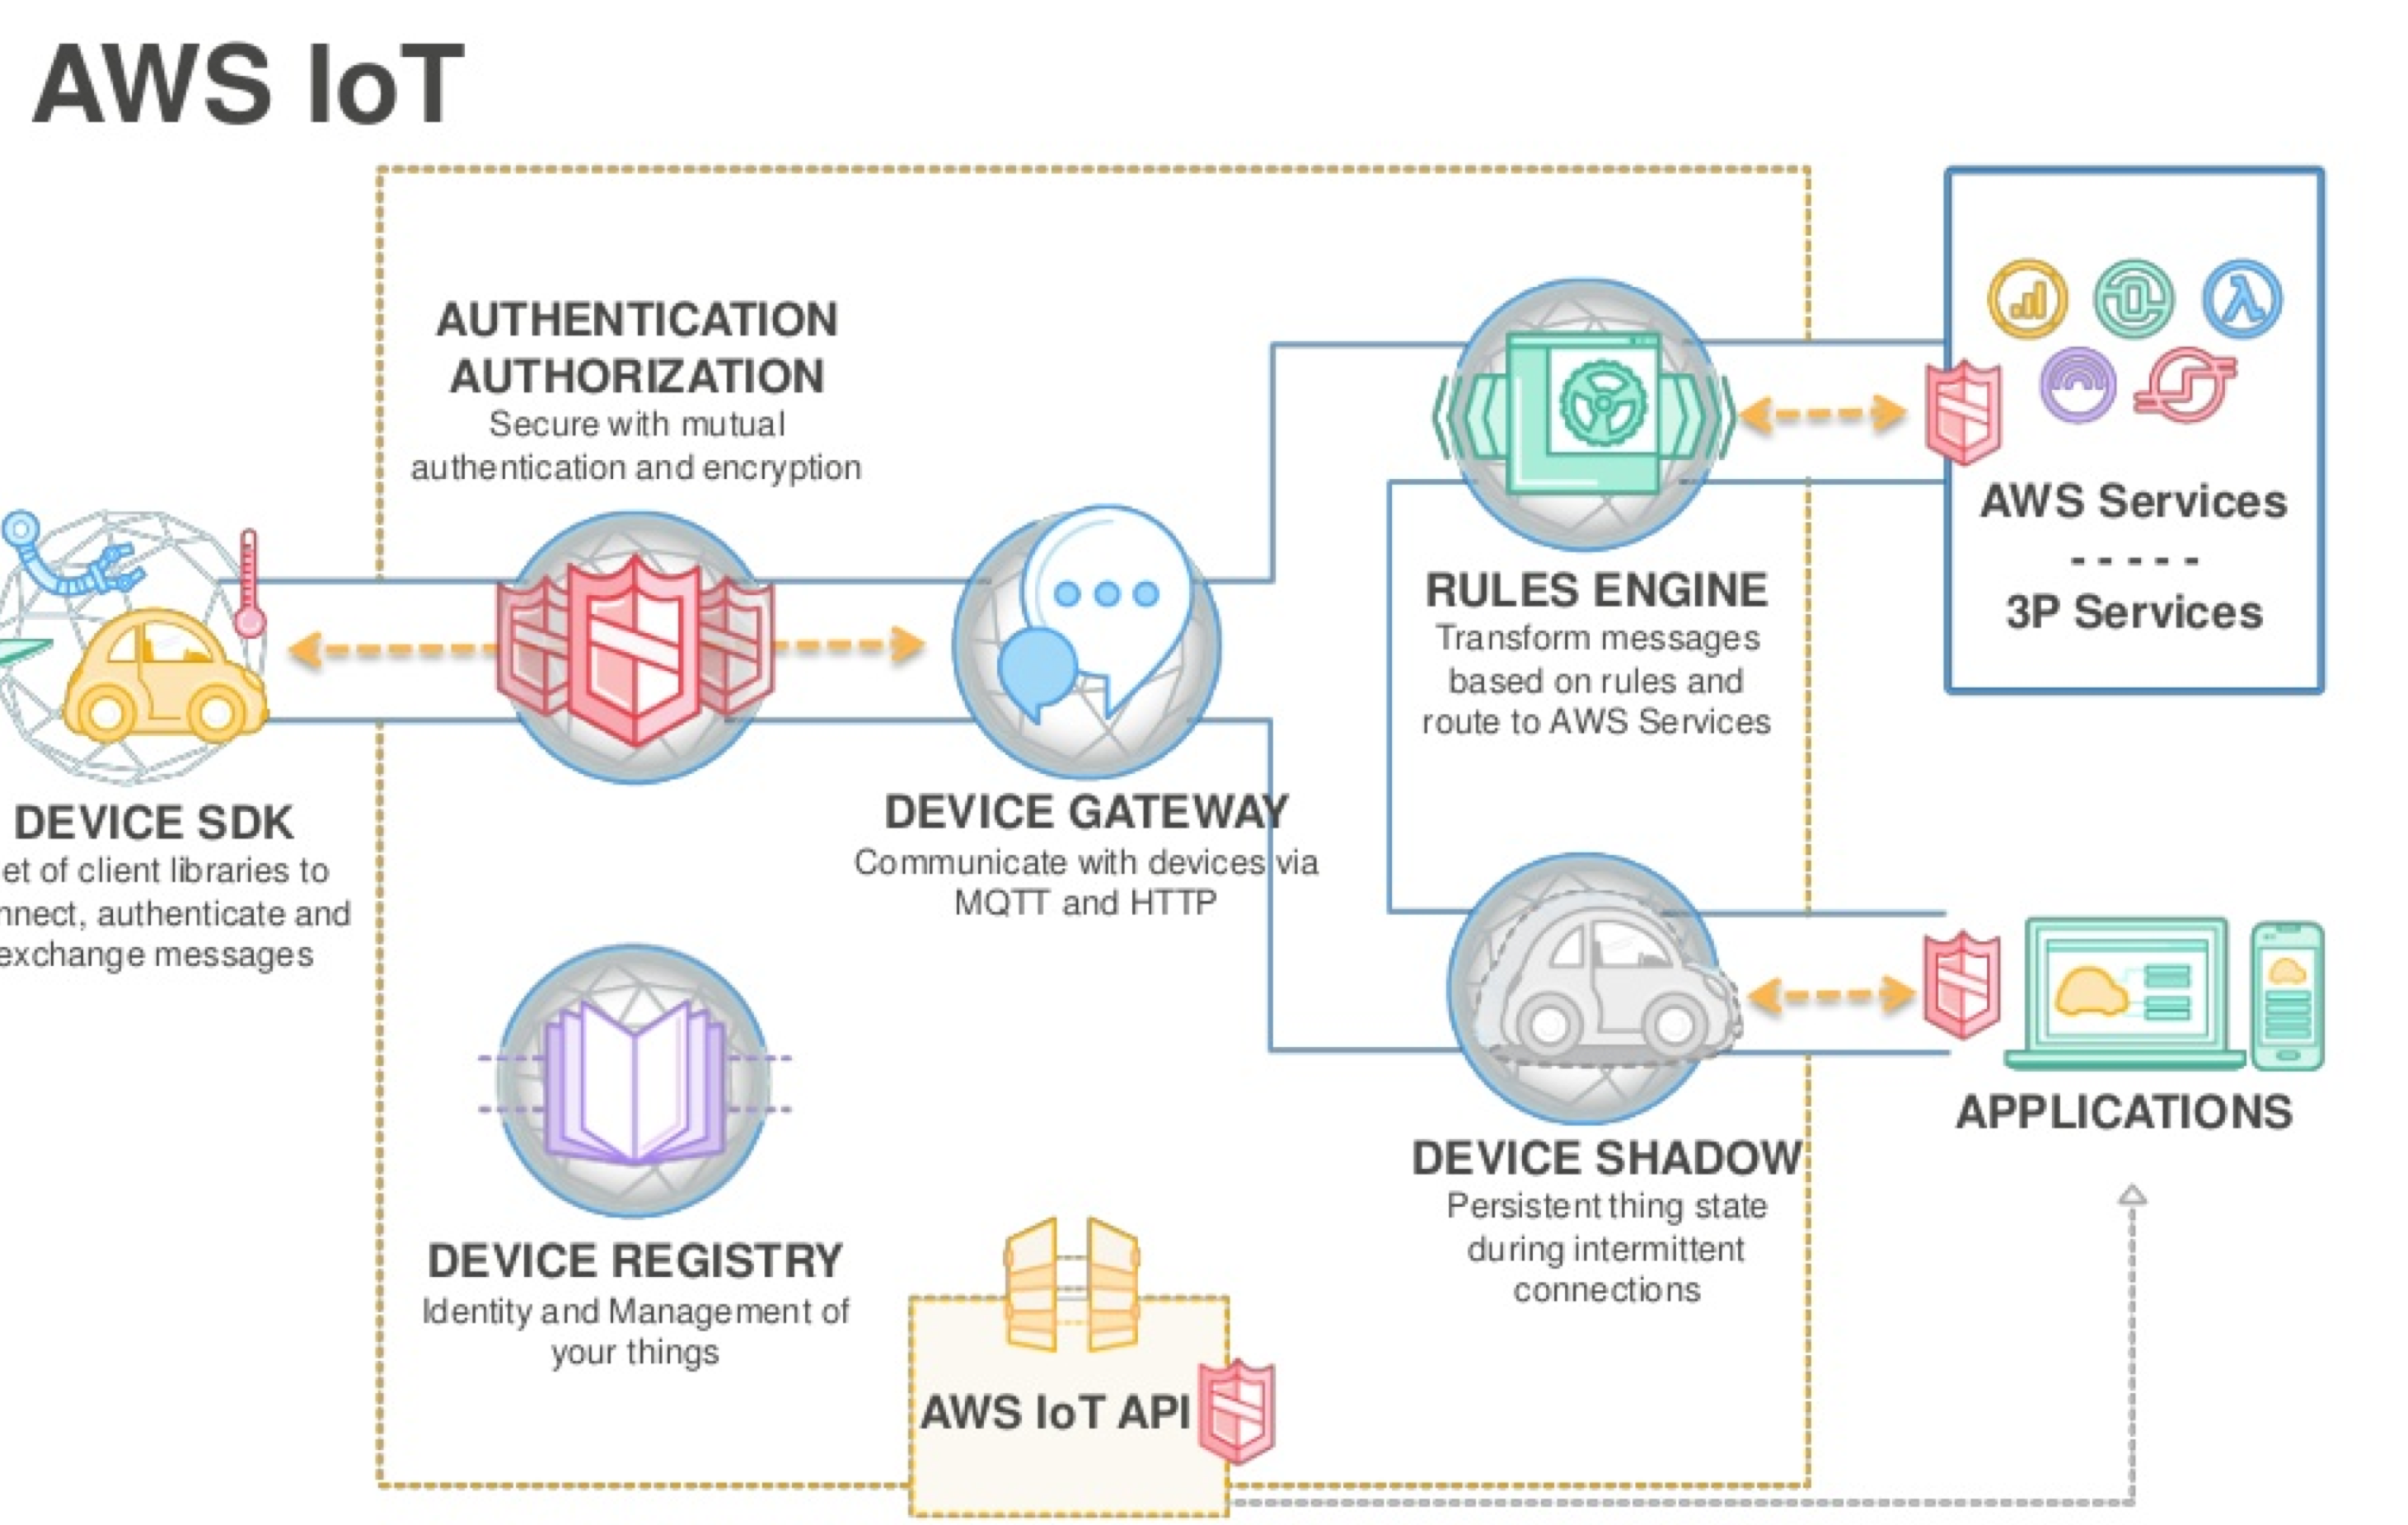 AWS IoT
AUTHENTICATION
AUTHORIZATION
Secure with mutual
authentication and encryption
DEVICE SDK
et of client libraries to
nnect, authenticate and
exchange messages
DEVICE GATEWAY
Communicate with devices via
MQTT and HTTP
RULES ENGINE
Transform messages
based on rules and
route to AWS Services
AWS Services
- - - - -
3P Services
DEVICE REGISTRY
Identity and Management of
your things
AWS IoT API
DEVICE SHADOW
Persistent thing state
during intermittent
connections
APPLICATIONS